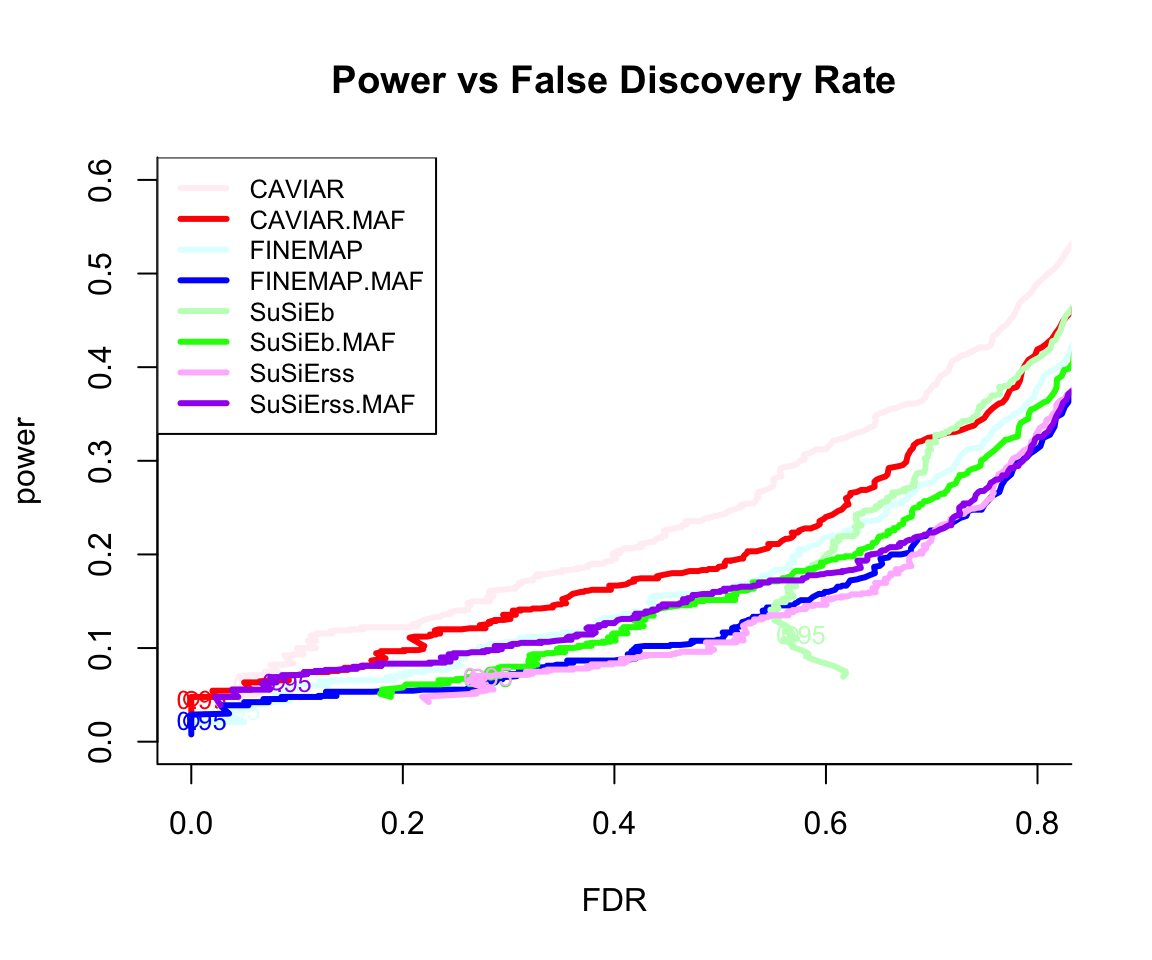 Power vs False Discovery Rate
CAVIAR
CAVIAR.MAF
FINEMAP
FINEMAP.MAF
SuSiEb
SuSiEb.MAF
SuSiErss
SuSiErss.MAF
power
0.6
0.5
0.4
0.3
0.2
0.1
0.0
0.95
0.95
0.0
0.2
0.4
0.6
0.8
FDR